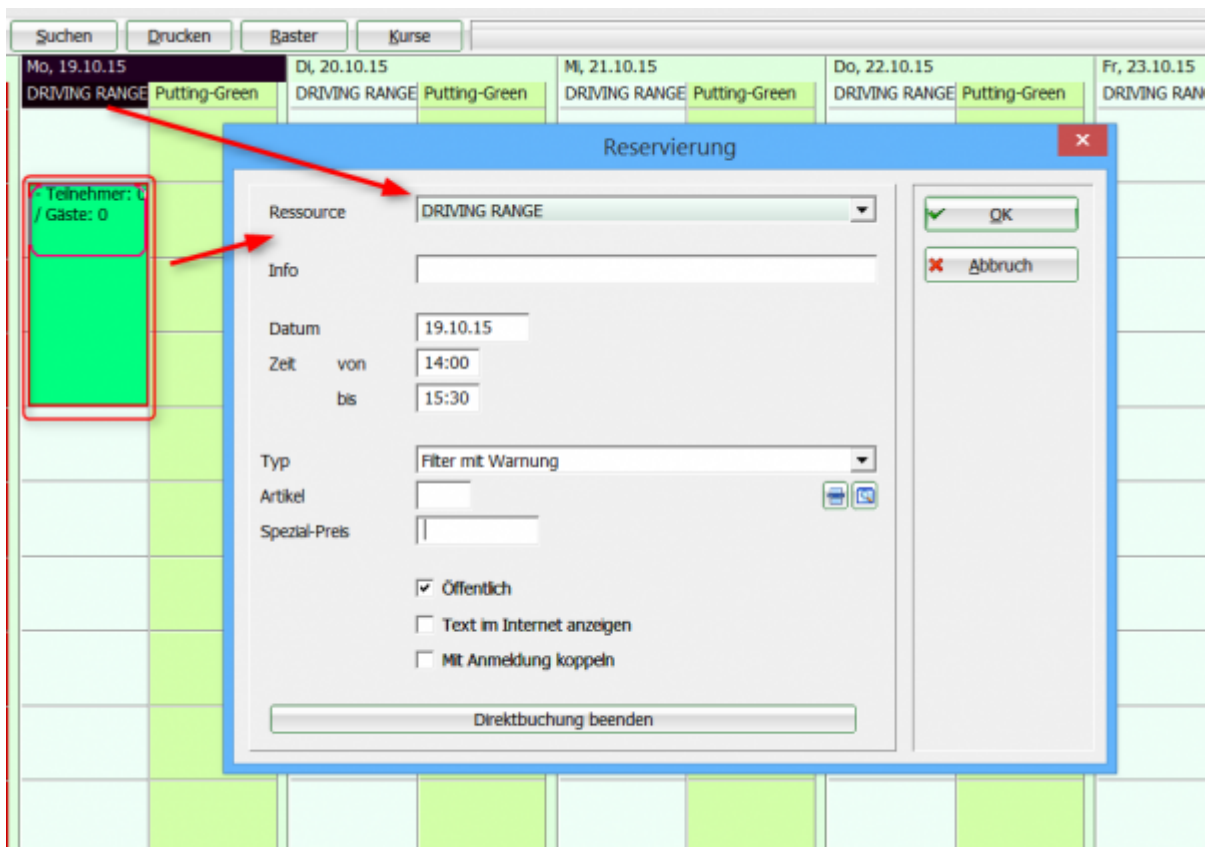 Suchen Drucken Raster Kurse
Mo, 19.10.15 Di, 20.10.15 Mi, 21.10.15 Do, 22.10.15 Fr, 23.10.15
DRIVING RANGE Putting-Green DRIVING RANGE Putting-Green DRIVING RANGE Putting-Green DRIVING RANGE Putting-Green DRIVING RAN
Reservierung
- Teilnehmer: 0
/ Gäste: 0
Ressource DRIVING RANGE OK
Info Abbruch
Datum 19.10.15
Zeit von 14:00
bis 15:30
Typ Filter mit Warnung
Artikel
Spezial-Preis
Öffentlich
Text im Internet anzeigen
Mit Anmeldung koppeln
Direktbuchung beenden